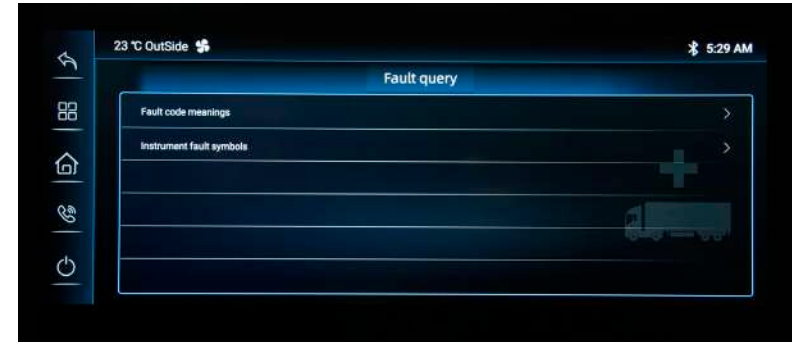 23 ℃ OutSide
5:29 AM
Fault query
Fault code meanings
Instrument fault symbols